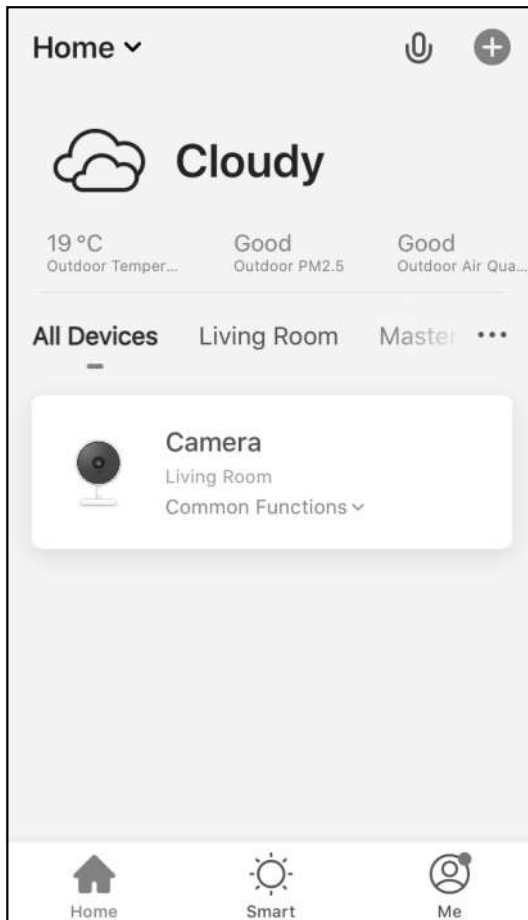 Home
Cloudy
19 °C Good Good
Outdoor Temper... Outdoor PM2.5 Outdoor Air Qua...
All Devices Living Room Master ...
Camera
Living Room
Common Functions
Home Smart Me